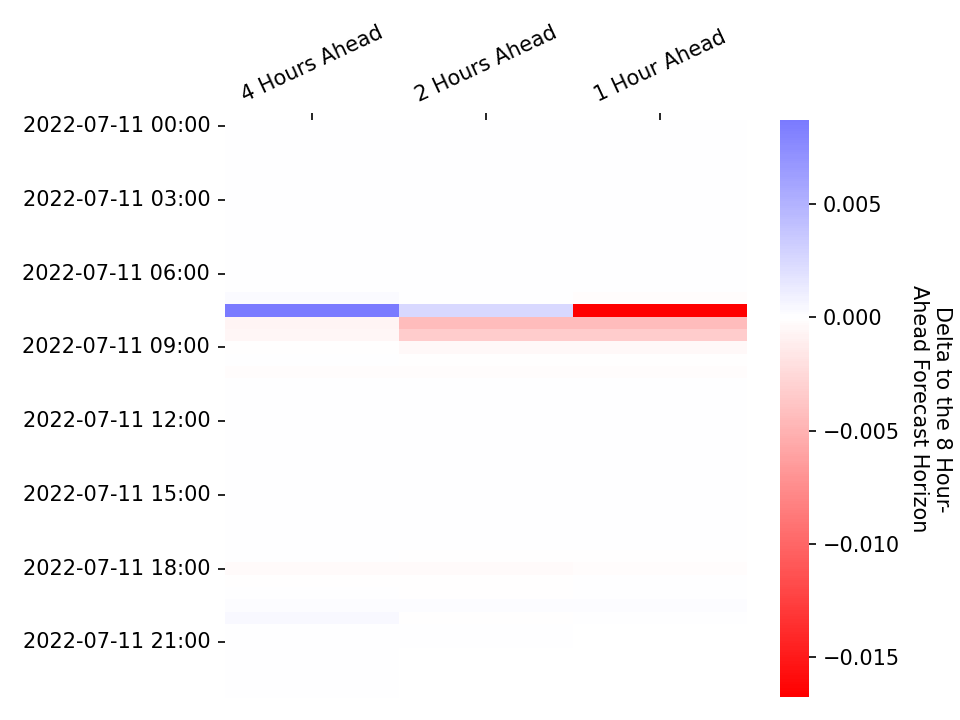 4 Hours Ahead
2 Hours Ahead
1 Hour Ahead
2022-07-11 00:00
2022-07-11 03:00
2022-07-11 06:00
2022-07-11 09:00
2022-07-11 12:00
2022-07-11 15:00
2022-07-11 18:00
2022-07-11 21:00
0.005
0.000
−0.005
−0.010
−0.015
Delta to the 8 Hour-
Ahead Forecast Horizon